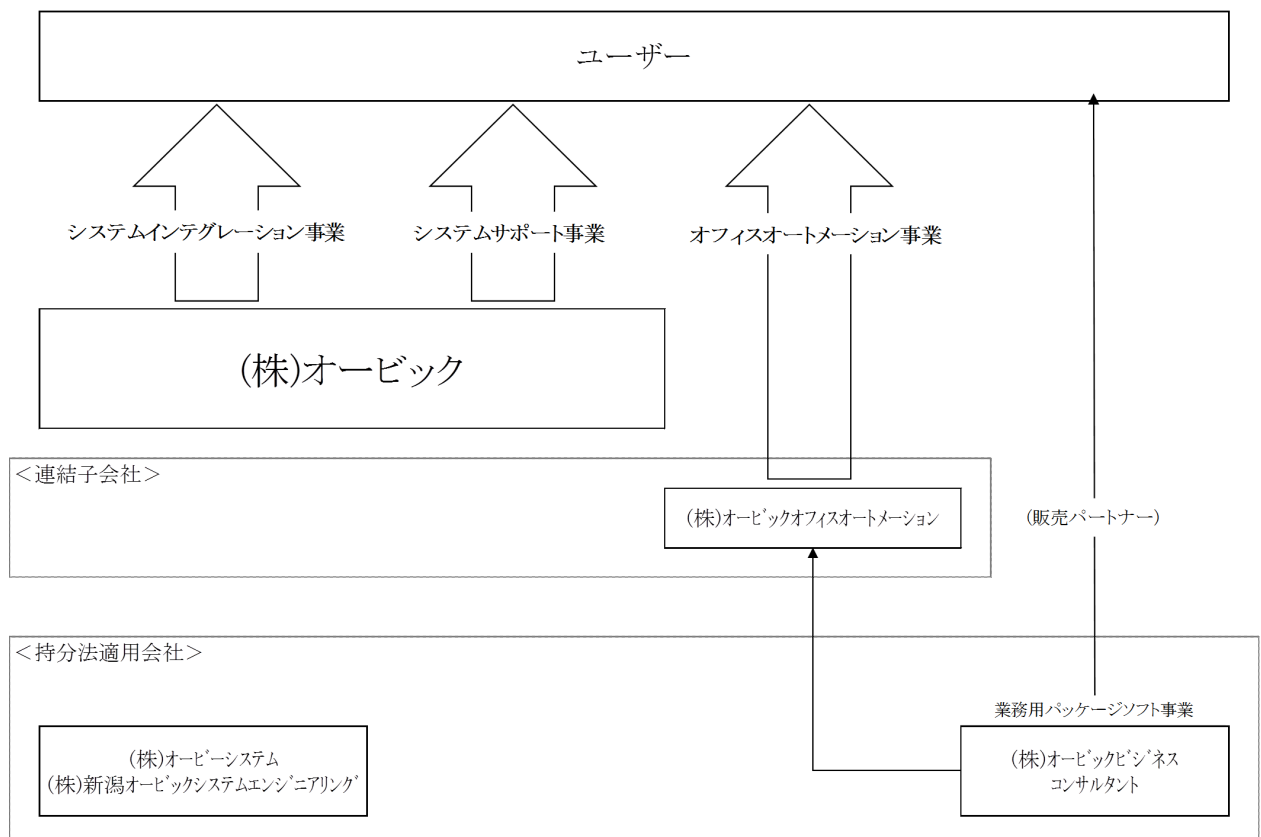 ユーザー
システムインテグレーション事業
システムサポート事業
オフィスオートメーション事業
(株)オービック
＜連結子会社＞
(株)オービックオフィスオートメーション
(販売パートナー)
＜持分法適用会社＞
業務用パッケージソフト事業
(株)オービーシステム
(株)新潟オービックシステムエンジニアリング
(株)オービックビジネス
コンサルタント